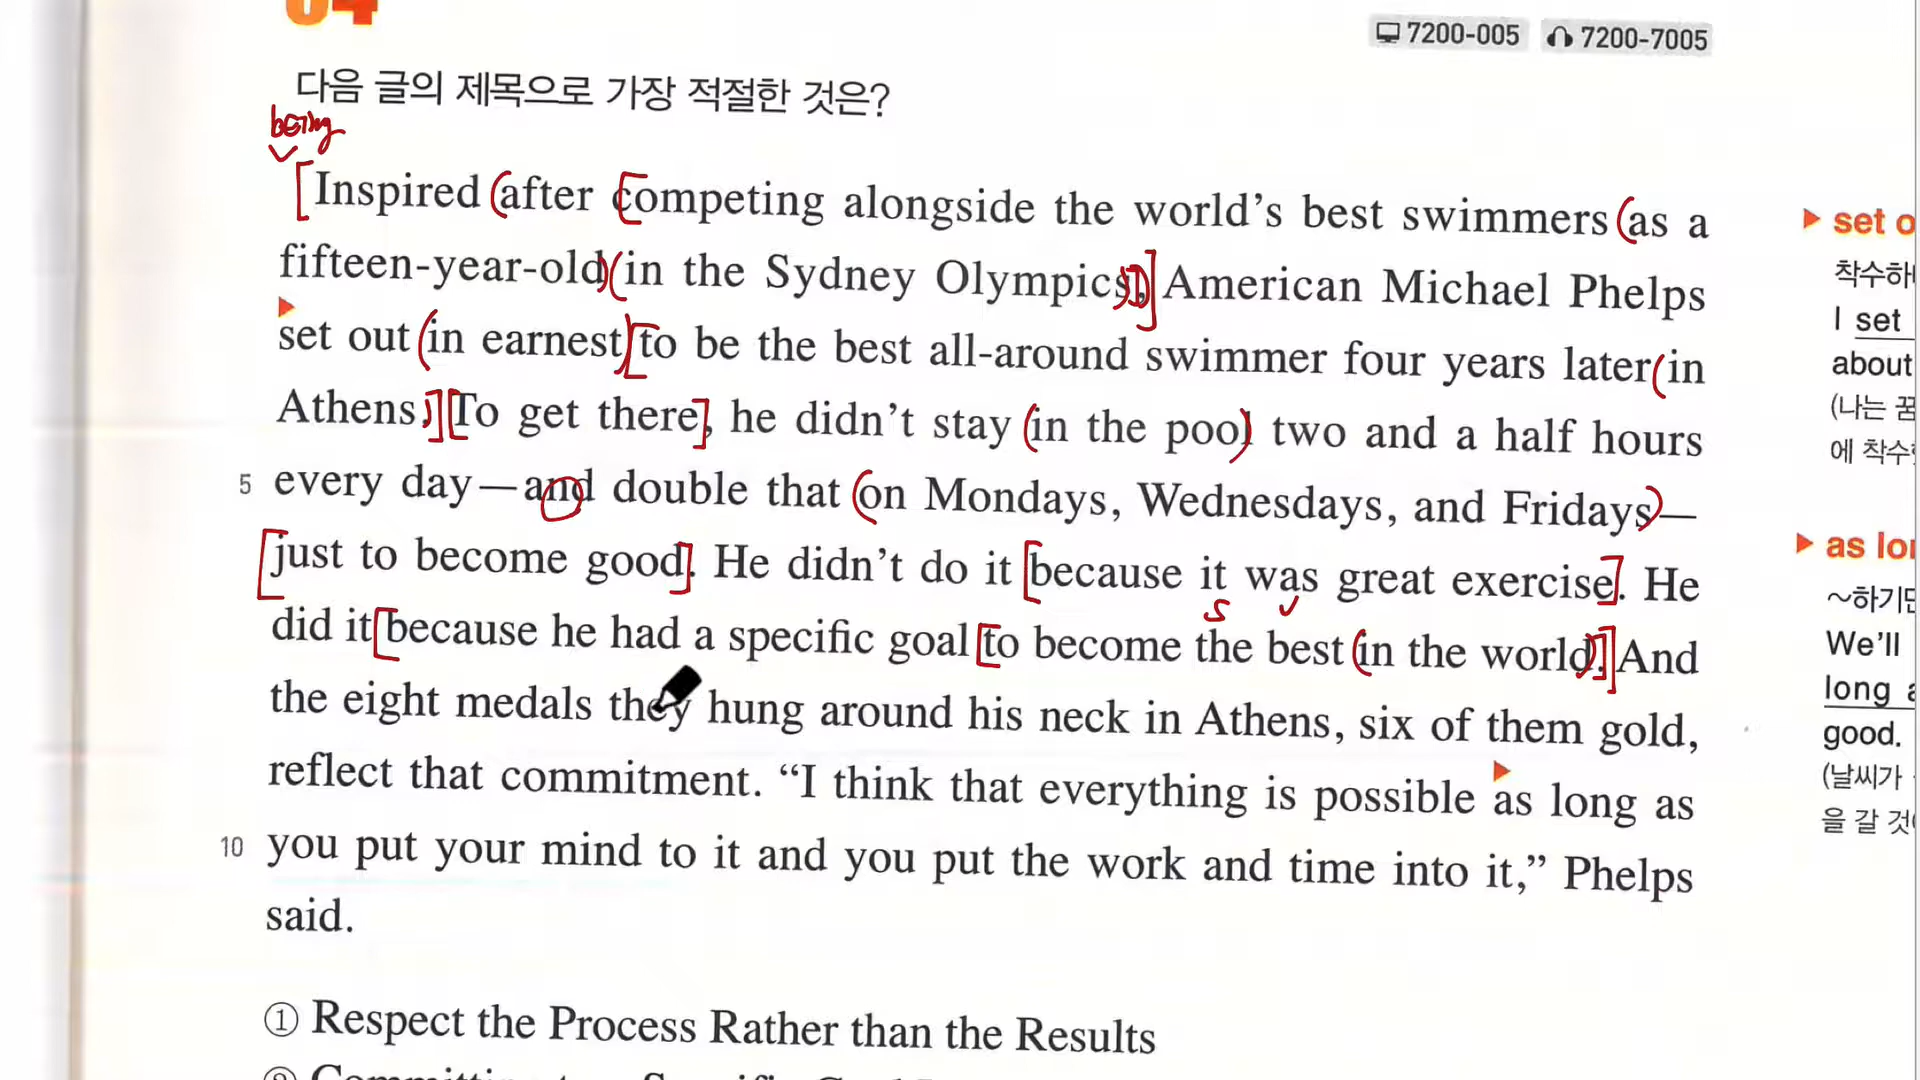 04
7200-005 7200-7005
다음 글의 제목으로 가장 적절한 것은?
being
Inspired after competing alongside the world's best swimmers as a
fifteen-year-old in the Sydney Olympics, American Michael Phelps
set out in earnest to be the best all-around swimmer four years later in
Athens. To get there, he didn't stay in the pool two and a half hours
5 every day—and double that on Mondays, Wednesdays, and Fridays—
just to become good. He didn't do it because it was great exercise. He
s v
did it because he had a specific goal to become the best in the world. And
the eight medals they hung around his neck in Athens, six of them gold,
reflect that commitment. “I think that everything is possible as long as
10 you put your mind to it and you put the work and time into it,” Phelps
said.
① Respect the Process Rather than the Results
set o
착수하
I set
about
(나는 꿈
에 착수
as lo
~하기만
We'll
long
good.
(날씨가
을 갈 것